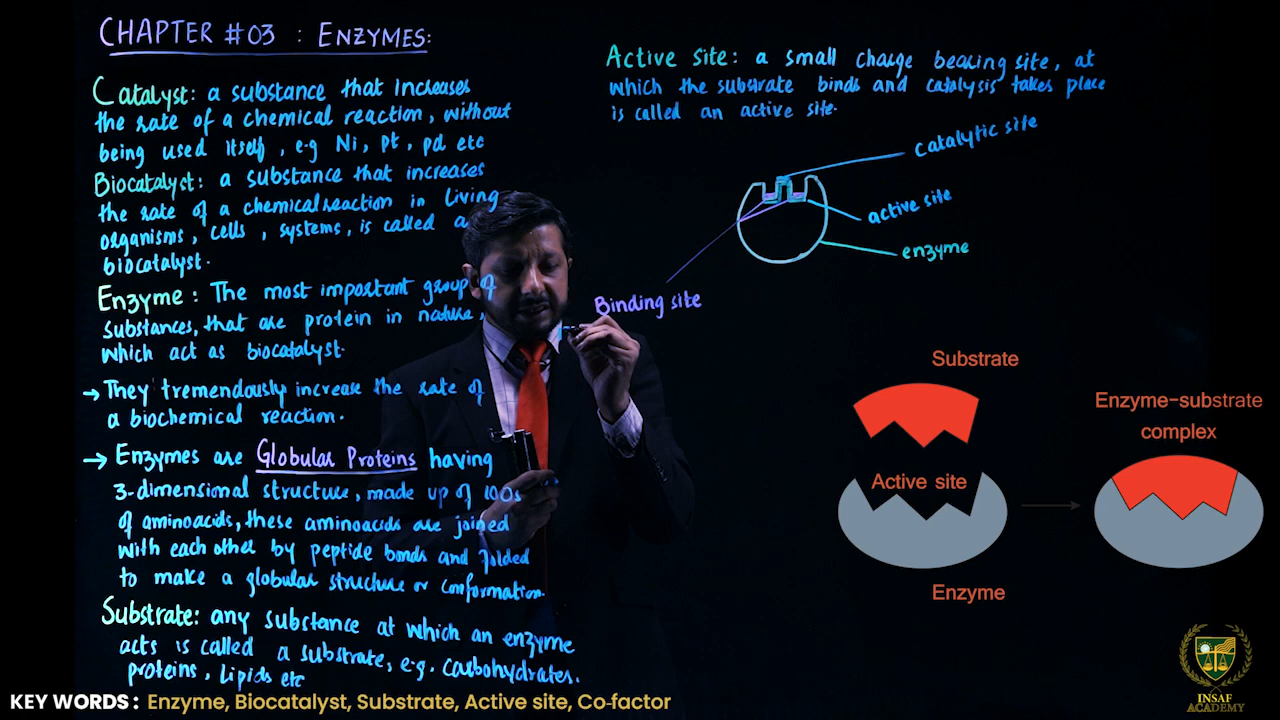 CHAPTER #03 : ENZYMES:
Catalyst: a substance that increases
the rate of a chemical reaction, without
being used itself, e.g Ni, Pt, pd etc
Biocatalyst: a substance that increases
the rate of a chemical reaction in Living
organisms, cells, systems, is called a
biocatalyst.
Enzyme: The most important group of
substances, that are protein in nature,
which act as biocatalyst.
→ They tremendously increase the rate of
a biochemical reaction.
→ Enzymes are Globular Proteins having
3-dimensional structure, made up of 100s
of aminoacids, these aminoacids are joined
with each other by peptide bonds and folded
to make a globular structure or conformation.
Substrate: any substance at which an enzyme
acts is called a substrate, e.g. Carbohydrates.
proteins, Lipids etc
Active site: a small charge bearing site, at
which the substrate binds and catalysis takes place
is called an active site.
catalytic site
active site
enzyme
Binding site
Substrate
Active site
Enzyme
Enzyme-substrate
complex
INSAF
ACADEMY
KEY WORDS: Enzyme, Biocatalyst, Substrate, Active site, Co-factor